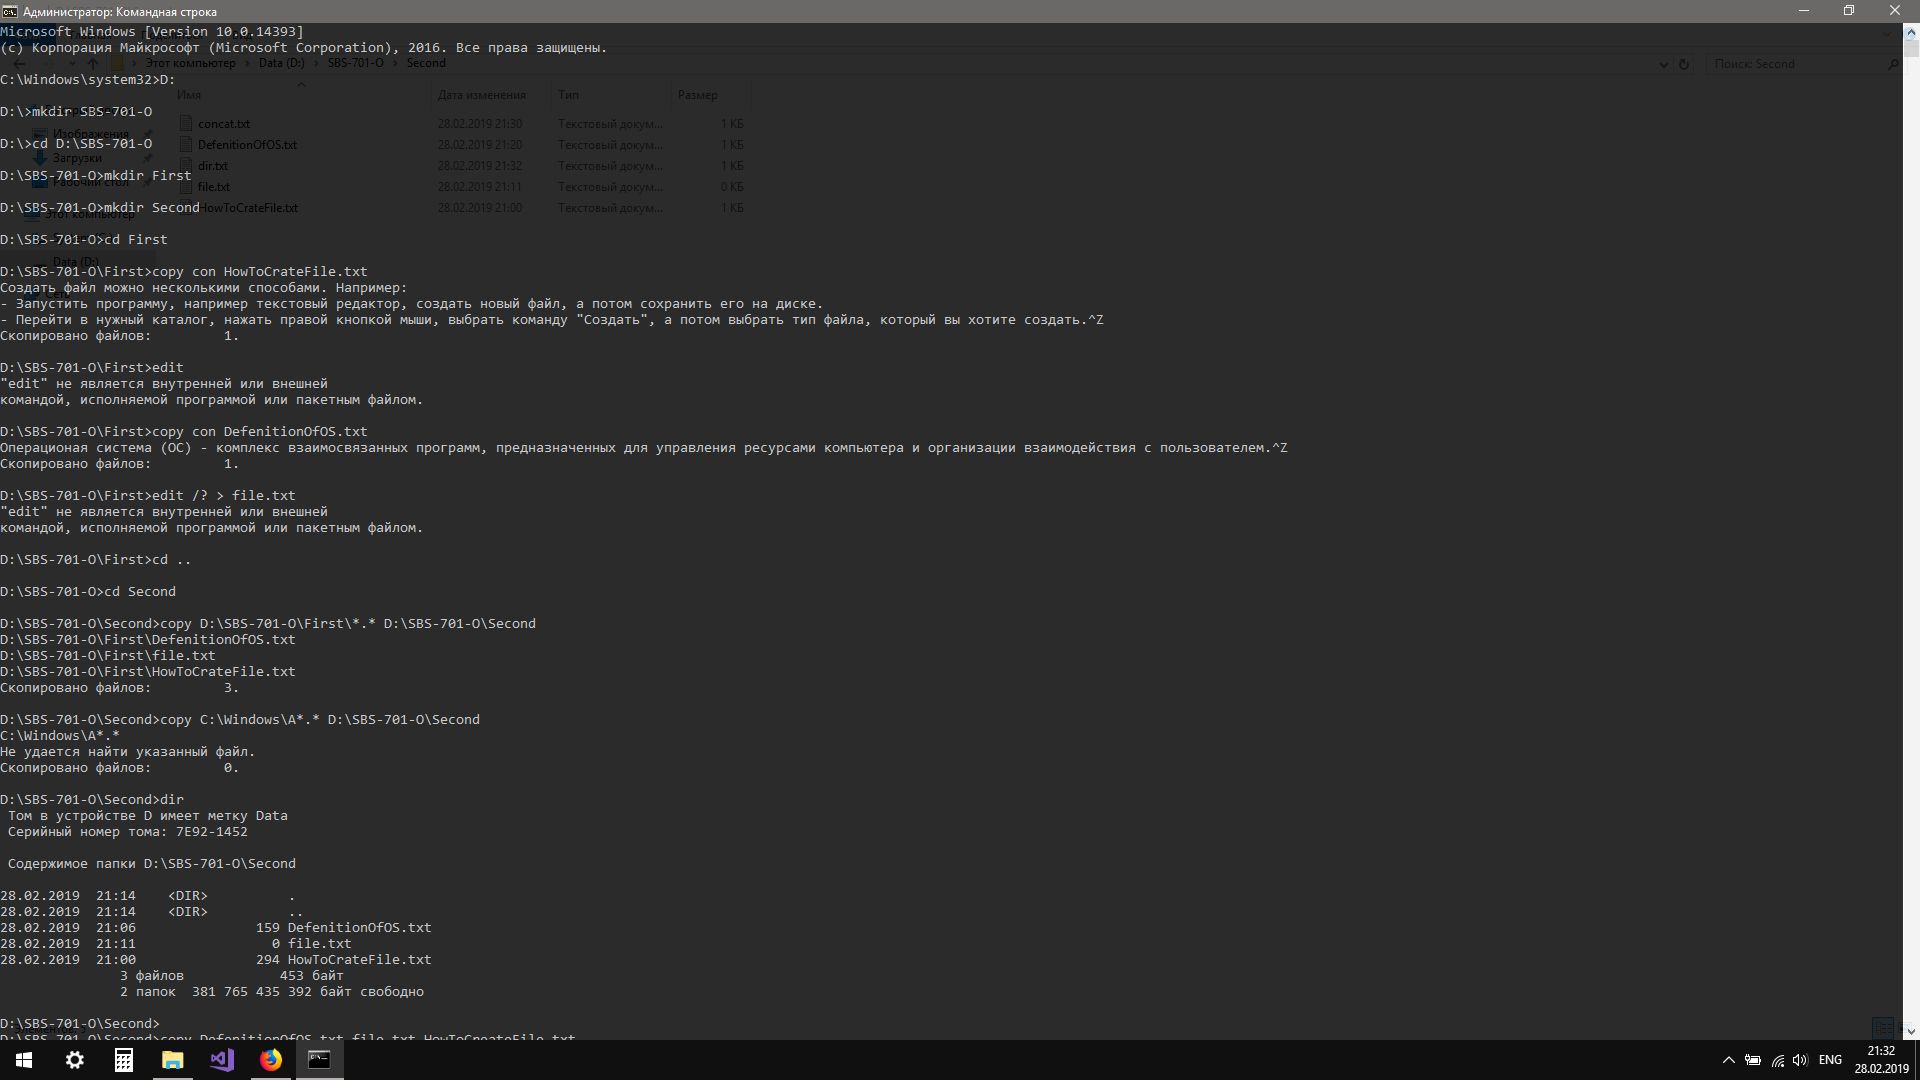 Администратор: Командная строка
Microsoft Windows [Version 10.0.14393]
(c) Корпорация Майкрософт (Microsoft Corporation), 2016. Все права защищены.
Этот компьютер > Data (D:) > SBS-701-O > Second
Поиск: Second
C:\Windows\system32>D:
Имя Дата изменения Тип Размер
D:\>mkdir SBS-701-O
concat.txt 28.02.2019 21:30 Текстовый докум... 1 КБ
Изображения
D:\>cd D:\SBS-701-O
DefenitionOfOS.txt 28.02.2019 21:20 Текстовый докум... 1 КБ
Загрузки
dir.txt 28.02.2019 21:32 Текстовый докум... 1 КБ
D:\SBS-701-O>mkdir First
Рабочий стол
file.txt 28.02.2019 21:11 Текстовый докум... 0 КБ
D:\SBS-701-O>mkdir Second
HowToCrateFile.txt 28.02.2019 21:00 Текстовый докум... 1 КБ
Этот компьютер
D:\SBS-701-O>cd First
Data (D:)
D:\SBS-701-O\First>copy con HowToCrateFile.txt
Создать файл можно несколькими способами. Например:
- Запустить программу, например текстовый редактор, создать новый файл, а потом сохранить его на диске.
- Перейти в нужный каталог, нажать правой кнопкой мыши, выбрать команду "Создать", а потом выбрать тип файла, который вы хотите создать.^Z
Скопировано файлов:         1.
D:\SBS-701-O\First>edit
"edit" не является внутренней или внешней
командой, исполняемой программой или пакетным файлом.
D:\SBS-701-O\First>copy con DefenitionOfOS.txt
Операционая система (ОС) - комплекс взаимосвязанных программ, предназначенных для управления ресурсами компьютера и организации взаимодействия с пользователем.^Z
Скопировано файлов:         1.
D:\SBS-701-O\First>edit /? > file.txt
"edit" не является внутренней или внешней
командой, исполняемой программой или пакетным файлом.
D:\SBS-701-O\First>cd ..
D:\SBS-701-O>cd Second
D:\SBS-701-O\Second>copy D:\SBS-701-O\First\*.* D:\SBS-701-O\Second
D:\SBS-701-O\First\DefenitionOfOS.txt
D:\SBS-701-O\First\file.txt
D:\SBS-701-O\First\HowToCrateFile.txt
Скопировано файлов:         3.
D:\SBS-701-O\Second>copy C:\Windows\A*.* D:\SBS-701-O\Second
C:\Windows\A*.*
Не удается найти указанный файл.
Скопировано файлов:         0.
D:\SBS-701-O\Second>dir
Том в устройстве D имеет метку Data
Серийный номер тома: 7E92-1452
Содержимое папки D:\SBS-701-O\Second
28.02.2019  21:14    <DIR>          .
28.02.2019  21:14    <DIR>          ..
28.02.2019  21:06               159 DefenitionOfOS.txt
28.02.2019  21:11                 0 file.txt
28.02.2019  21:00               294 HowToCrateFile.txt
3 файлов            453 байт
2 папок  381 765 435 392 байт свободно
D:\SBS-701-O\Second>
D:\SBS-701-O\Second>copy DefenitionOfOS.txt file.txt HowToCreateFile.txt
ENG
21:32
28.02.2019